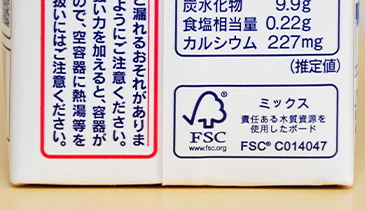 炭水化物 9.9g
食塩相当量 0.22g
カルシウム 227mg
(推定値)
と漏れるおそれがありま
ようにご注意ください。
い力を加えると、容器が
ので、空容器に熱湯等を
扱いにはご注意ください。
FSC
www.fsc.org
ミックス
責任ある木質資源を
使用したボード
FSC® C014047